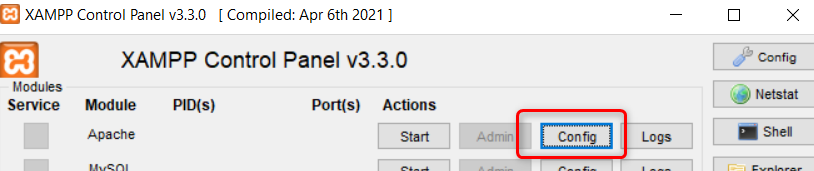 XAMPP Control Panel v3.3.0 [ Compiled: Apr 6th 2021 ]
XAMPP Control Panel v3.3.0
Config
Modules
Service Module PID(s) Port(s) Actions
Netstat
Apache Start Admin Config Logs
Shell
MySQL Start Admin Config Logs
Explorer